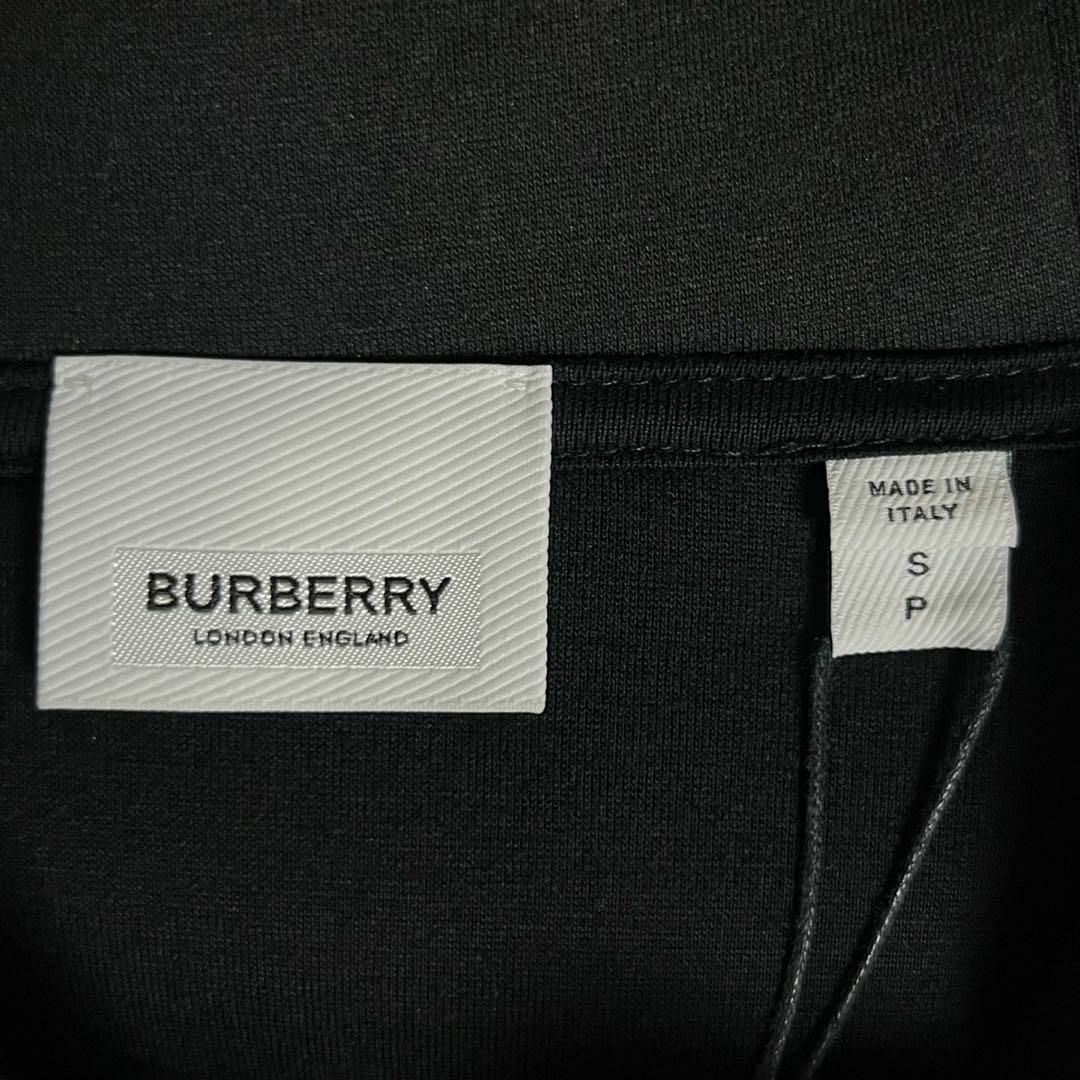 BURBERRY
LONDON ENGLAND
MADE IN
ITALY
S
P